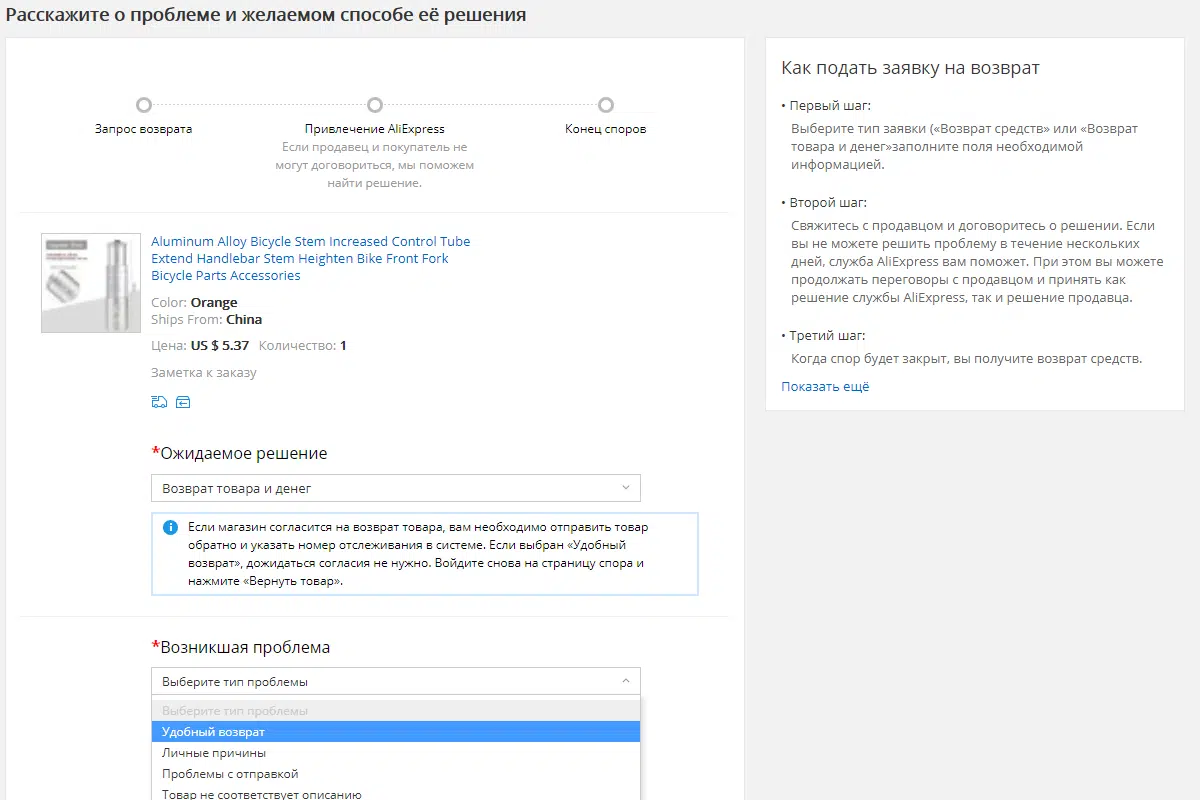 Расскажите о проблеме и желаемом способе её решения
Запрос возврата
Привлечение AliExpress
Если продавец и покупатель не
могут договориться, мы поможем
найти решение.
Конец споров
Aluminum Alloy Bicycle Stem Increased Control Tube
Extend Handlebar Stem Heighten Bike Front Fork
Bicycle Parts Accessories
Color: Orange
Ships From: China
Цена: US $ 5.37 Количество: 1
Заметка к заказу
*Ожидаемое решение
Возврат товара и денег
Если магазин согласится на возврат товара, вам необходимо отправить товар
обратно и указать номер отслеживания в системе. Если выбран «Удобный
возврат», дожидаться согласия не нужно. Войдите снова на страницу спора и
нажмите «Вернуть товар».
*Возникшая проблема
Выберите тип проблемы
Выберите тип проблемы
Удобный возврат
Личные причины
Проблемы с отправкой
Товар не соответствует описанию
Как подать заявку на возврат
• Первый шаг:
Выберите тип заявки («Возврат средств» или «Возврат
товара и денег»заполните поля необходимой
информацией.
• Второй шаг:
Свяжитесь с продавцом и договоритесь о решении. Если
вы не можете решить проблему в течение нескольких
дней, служба AliExpress вам поможет. При этом вы можете
продолжать переговоры с продавцом и принять как
решение службы AliExpress, так и решение продавца.
• Третий шаг:
Когда спор будет закрыт, вы получите возврат средств.
Показать ещё